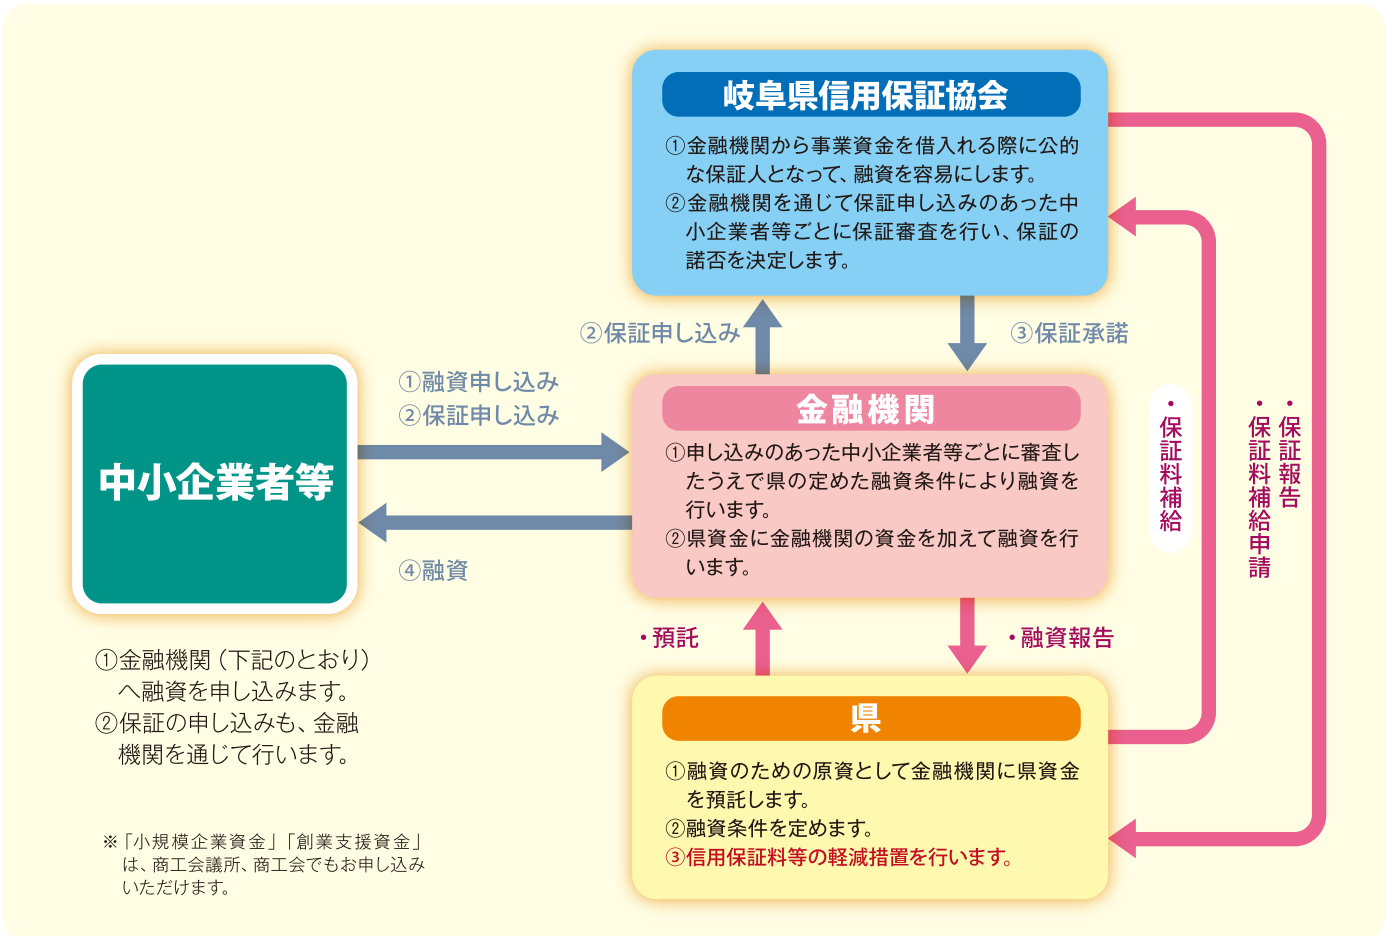 岐阜県信用保証協会
①金融機関から事業資金を借入れる際に公的
な保証人となって、融資を容易にします。
②金融機関を通じて保証申し込みのあった中
小企業者等ごとに保証審査を行い、保証の
諾否を決定します。
②保証申し込み
③保証承諾
①融資申し込み
②保証申し込み
中小企業者等
④融資
金融機関
①申し込みのあった中小企業者等ごとに審査し
たうえで県の定めた融資条件により融資を
行います。
②県資金に金融機関の資金を加えて融資を行
います。
・保証料補給
・保証報告
・保証料補給申請
・預託
・融資報告
①金融機関（下記のとおり）
へ融資を申し込みます。
②保証の申し込みも、金融
機関を通じて行います。
※「小規模企業資金」「創業支援資金」
は、商工会議所、商工会でもお申し込み
いただけます。
県
①融資のための原資として金融機関に県資金
を預託します。
②融資条件を定めます。
③信用保証料等の軽減措置を行います。